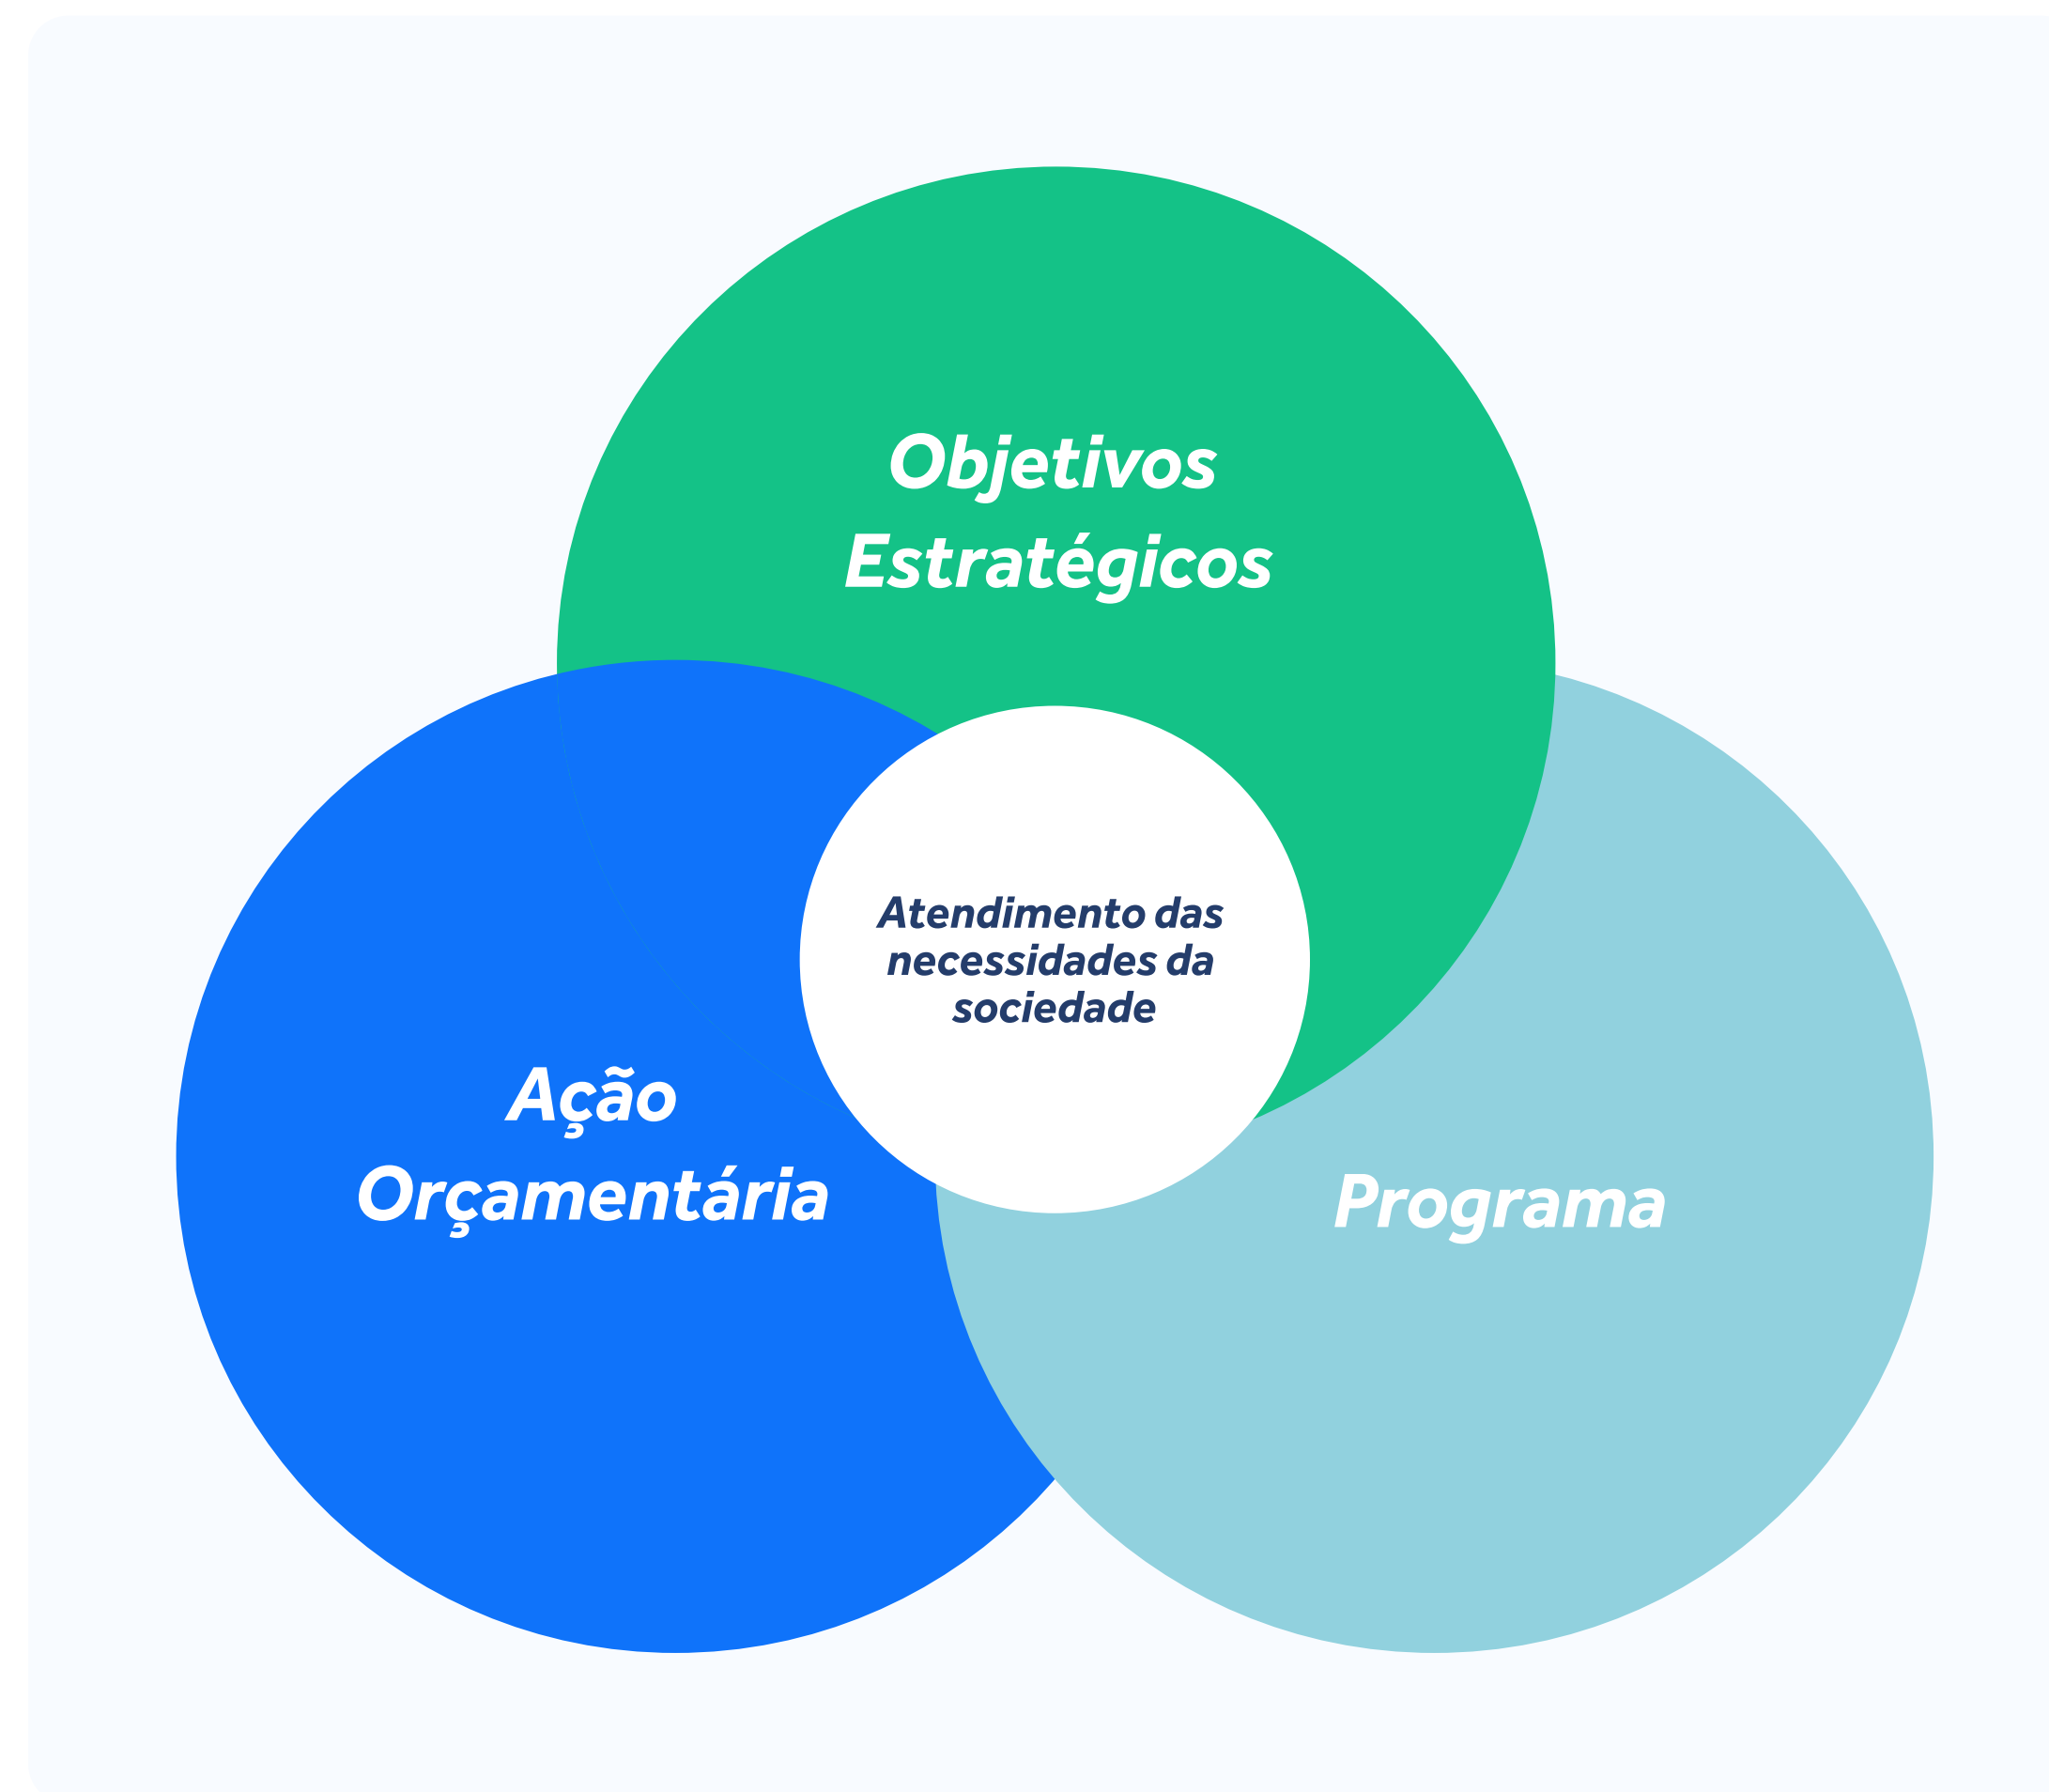 Objetivos
Estratégicos
Atendimento das
necessidades da
sociedade
Ação
Orçamentária
Programa